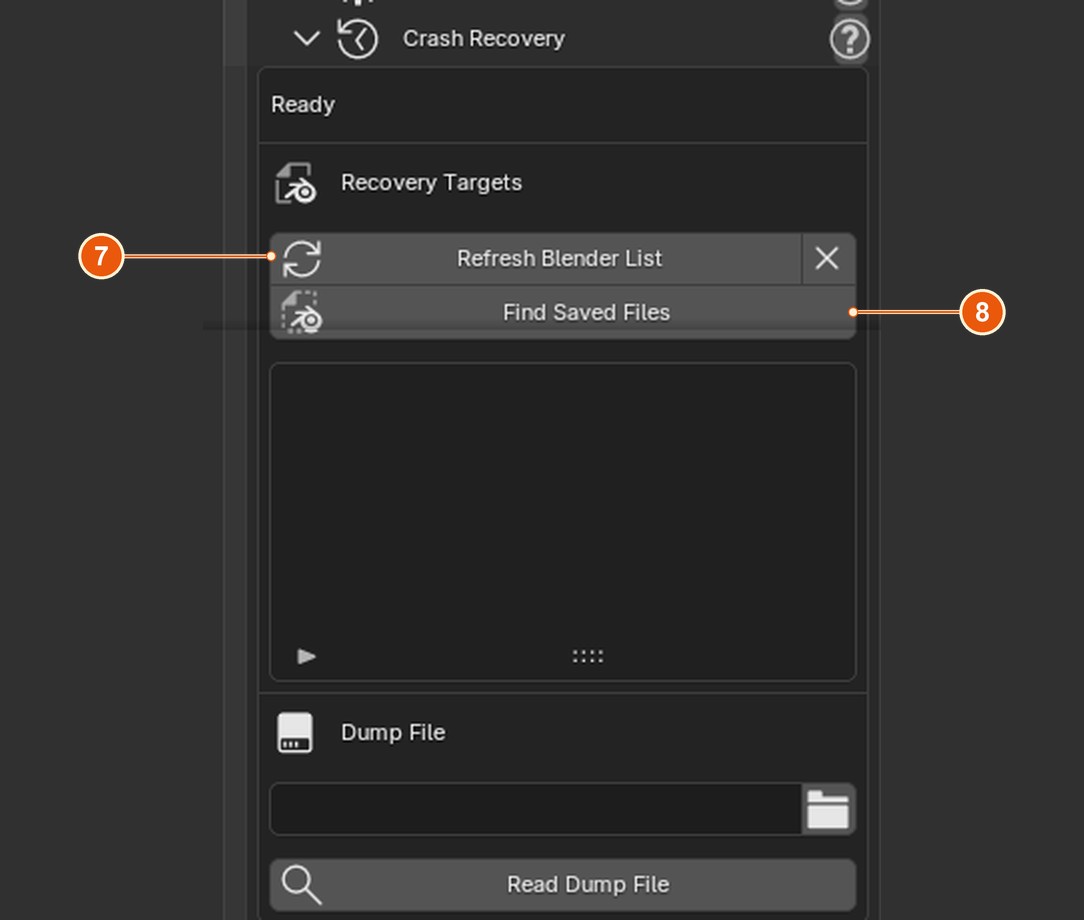 Crash Recovery
?
Ready
Recovery Targets
7
Refresh Blender List
Find Saved Files
8
Dump File
Read Dump File